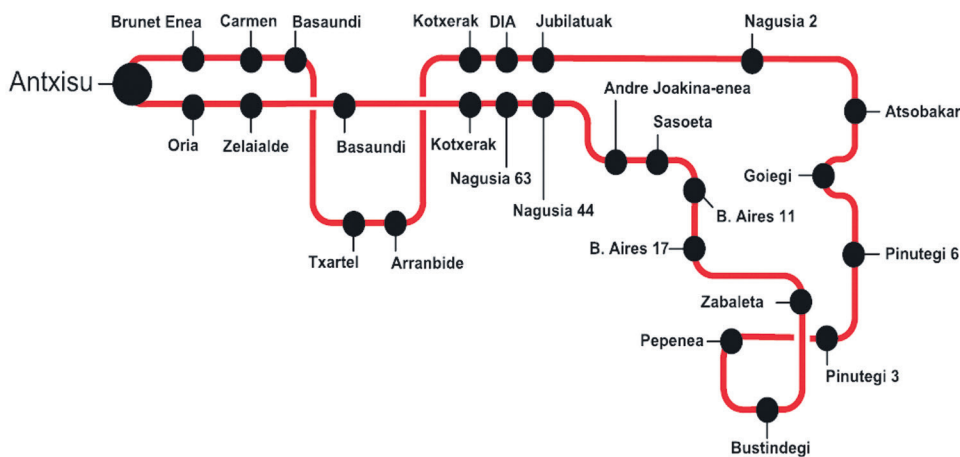 Brunet Enea
Carmen
Basaundi
Kotxerak
DIA
Jubilatuak
Nagusia 2
Antxisu
Andre Joakina-enea
Atsobakar
Sasoeta
Oria
Zelaialde
Basaundi
Kotxerak
Nagusia 63
Goiegi
Nagusia 44
B. Aires 11
B. Aires 17
Pinutegi 6
Txartel
Arranbide
Zabaleta
Pepenea
Pinutegi 3
Bustindegi